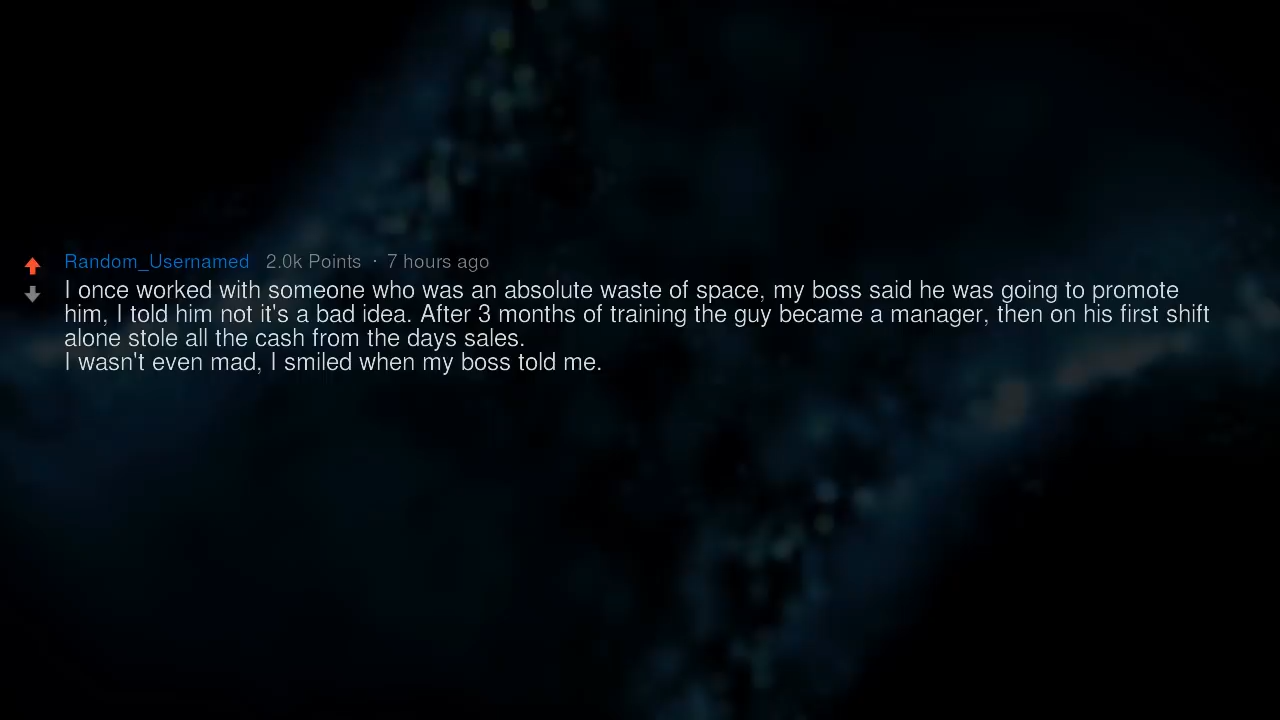 Random_Usernamed 2.0k Points · 7 hours ago
I once worked with someone who was an absolute waste of space, my boss said he was going to promote
him, I told him not it's a bad idea. After 3 months of training the guy became a manager, then on his first shift
alone stole all the cash from the days sales.
I wasn't even mad, I smiled when my boss told me.